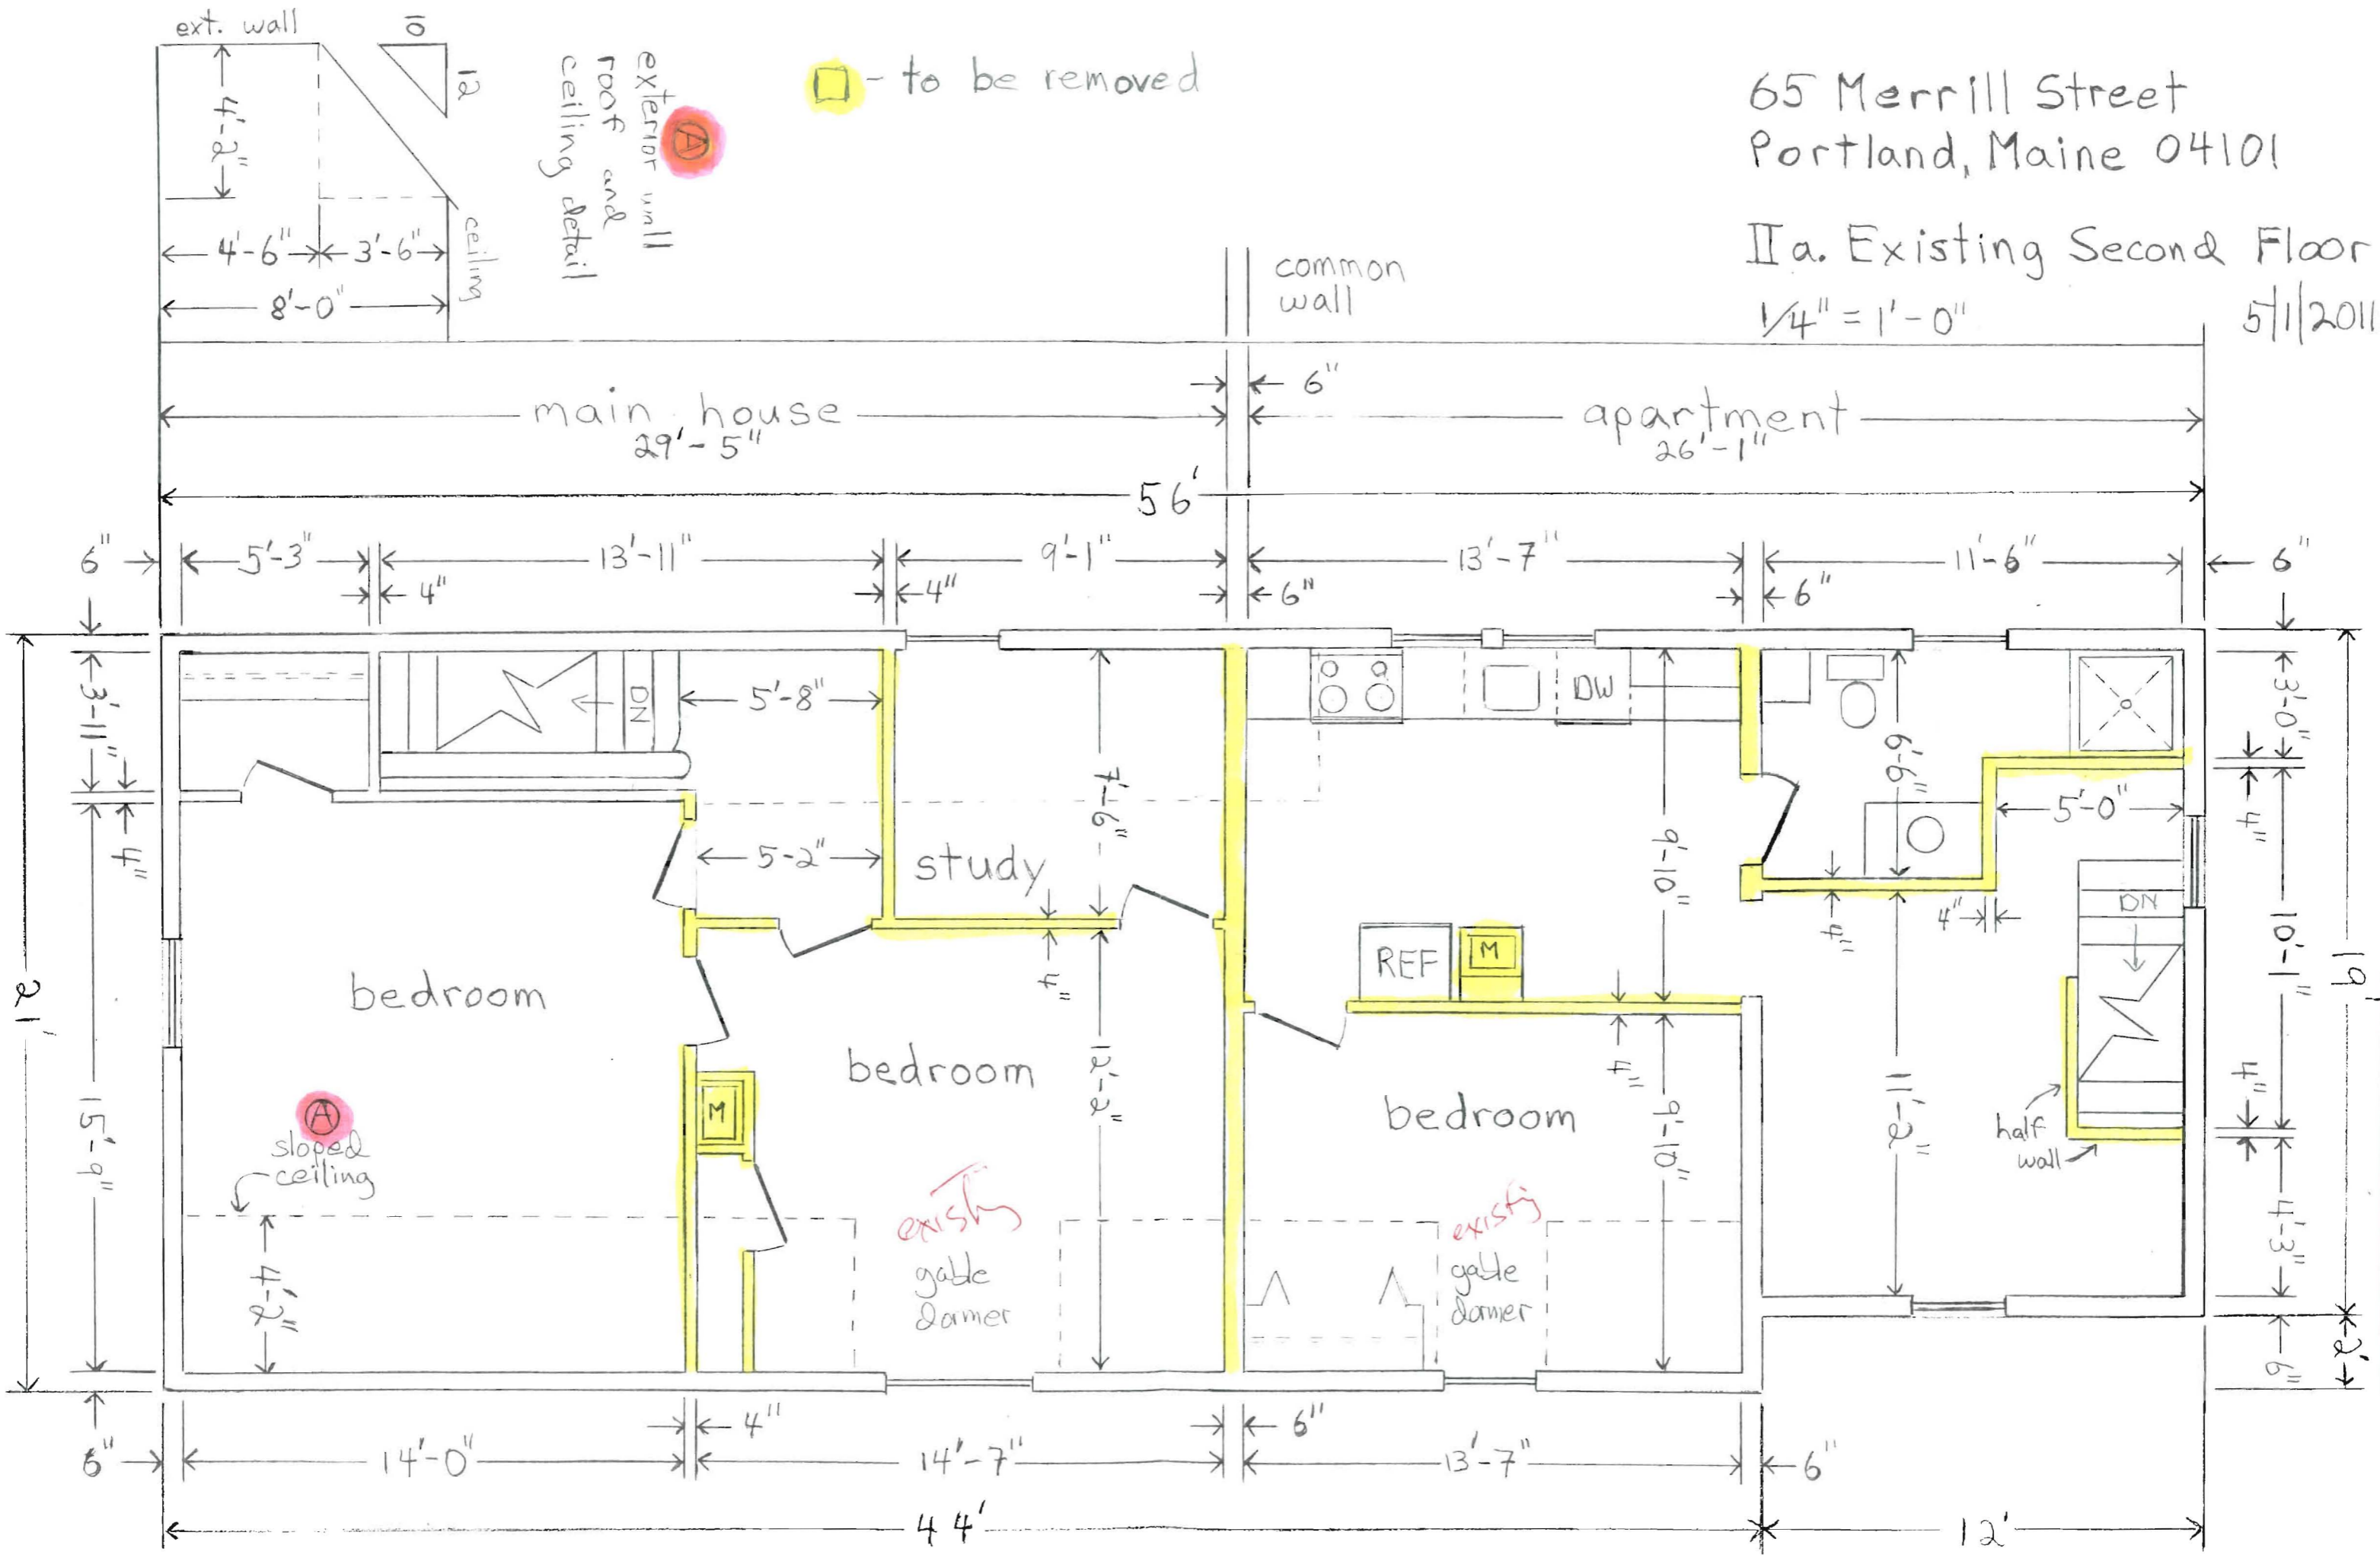 ext. wall
10
12
4'-2"
4'-6"
3'-6"
8'-0"
ceiling
exterior wall
roof and
ceiling detail
A
- to be removed
65 Merrill Street
Portland, Maine 04101
IIa. Existing Second Floor
1/4" = 1'-0"
5/1/2011
common
wall
6"
main house
29'-5"
apartment
26'-1"
56'
6"
5'-3"
13'-11"
9'-1"
13'-7"
11'-6"
6"
4"
4"
6"
6"
3'-11"
4"
15'-9"
21'
DN
5'-8"
7'-6"
DW
9'-10"
6'-6"
5'-0"
3'-0"
4"
10'-1"
19'
5-2"
study
4"
REF
M
4"
4"
DN
bedroom
bedroom
12'-2"
M
bedroom
4"
9'-10"
11'-2"
half
wall
4"
4'-3"
6"
2'
A
sloped
ceiling
4'-2"
existing
gable
dormer
existing
gable
dormer
6"
14'-0"
4"
14'-7"
6"
13'-7"
6"
44'
12'